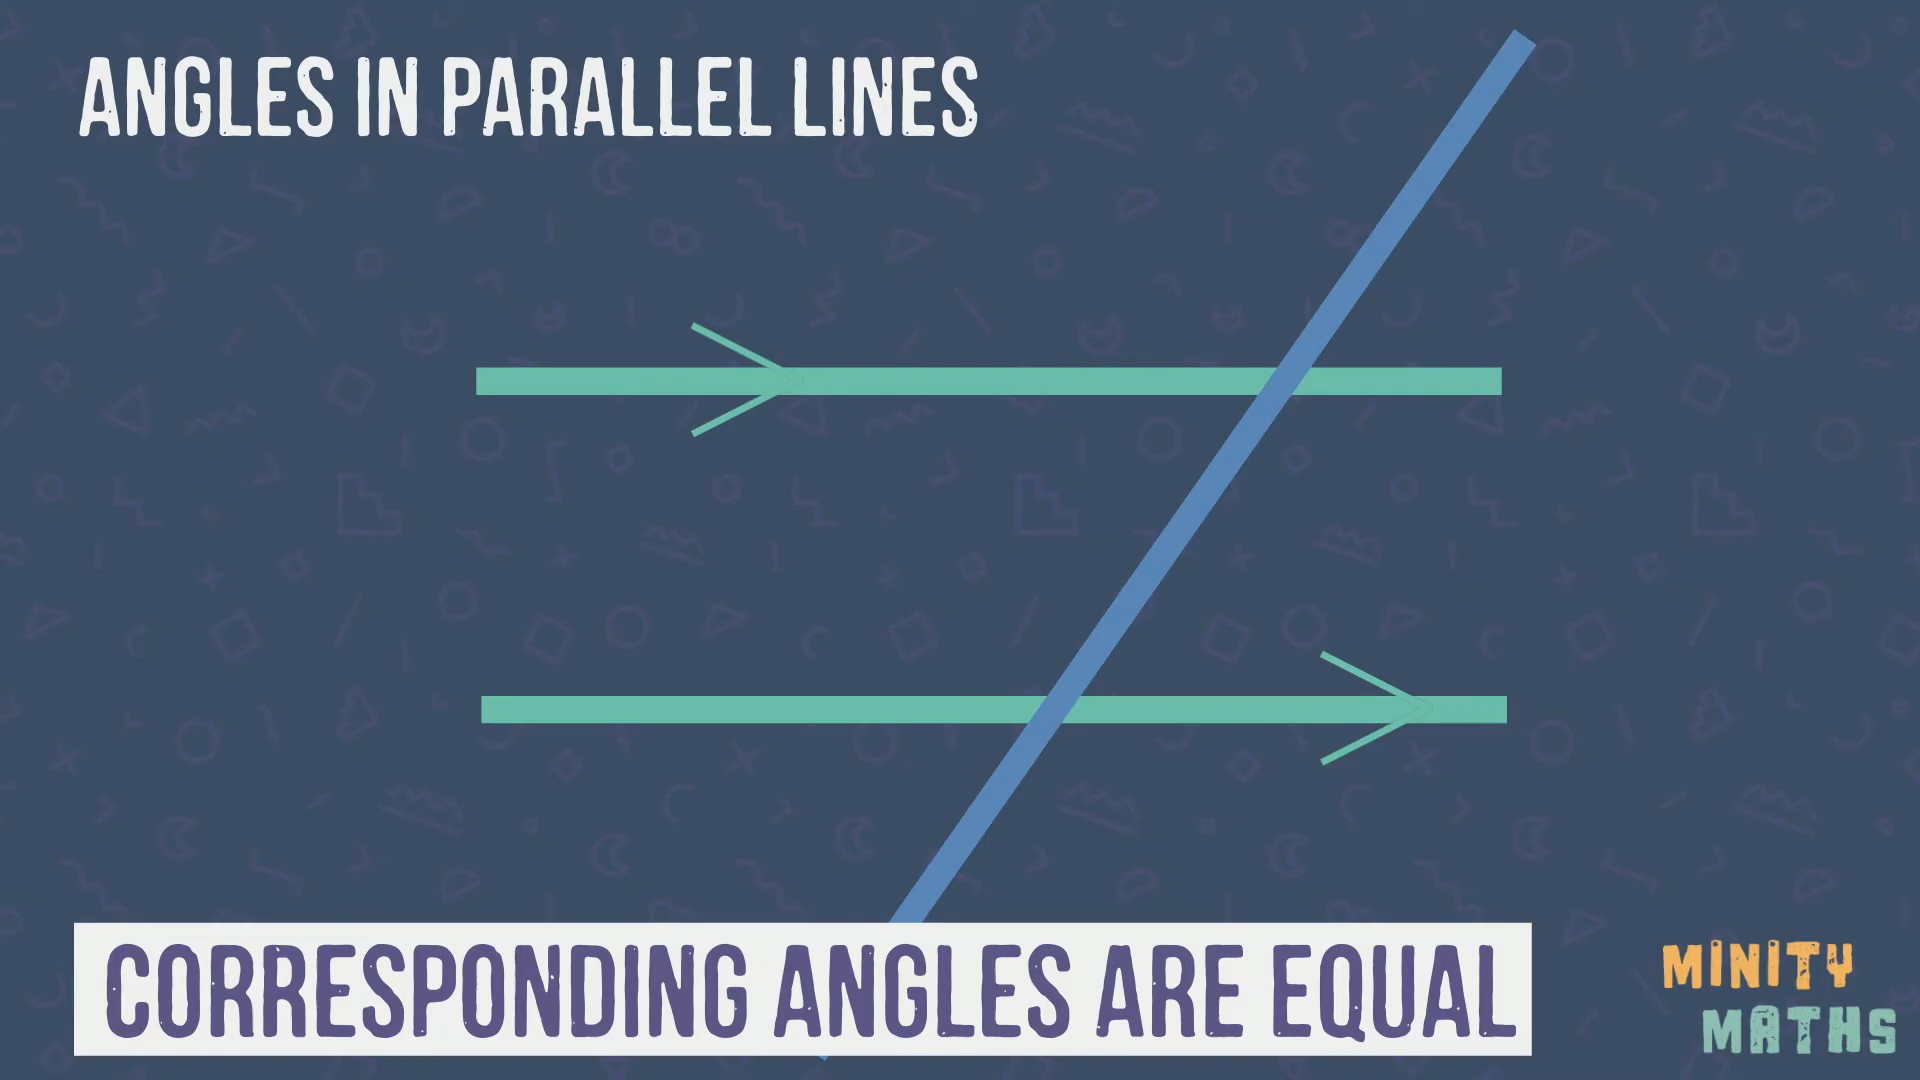 ANGLES IN PARALLEL LINES
CORRESPONDING ANGLES ARE EQUAL
MINITY
MATHS